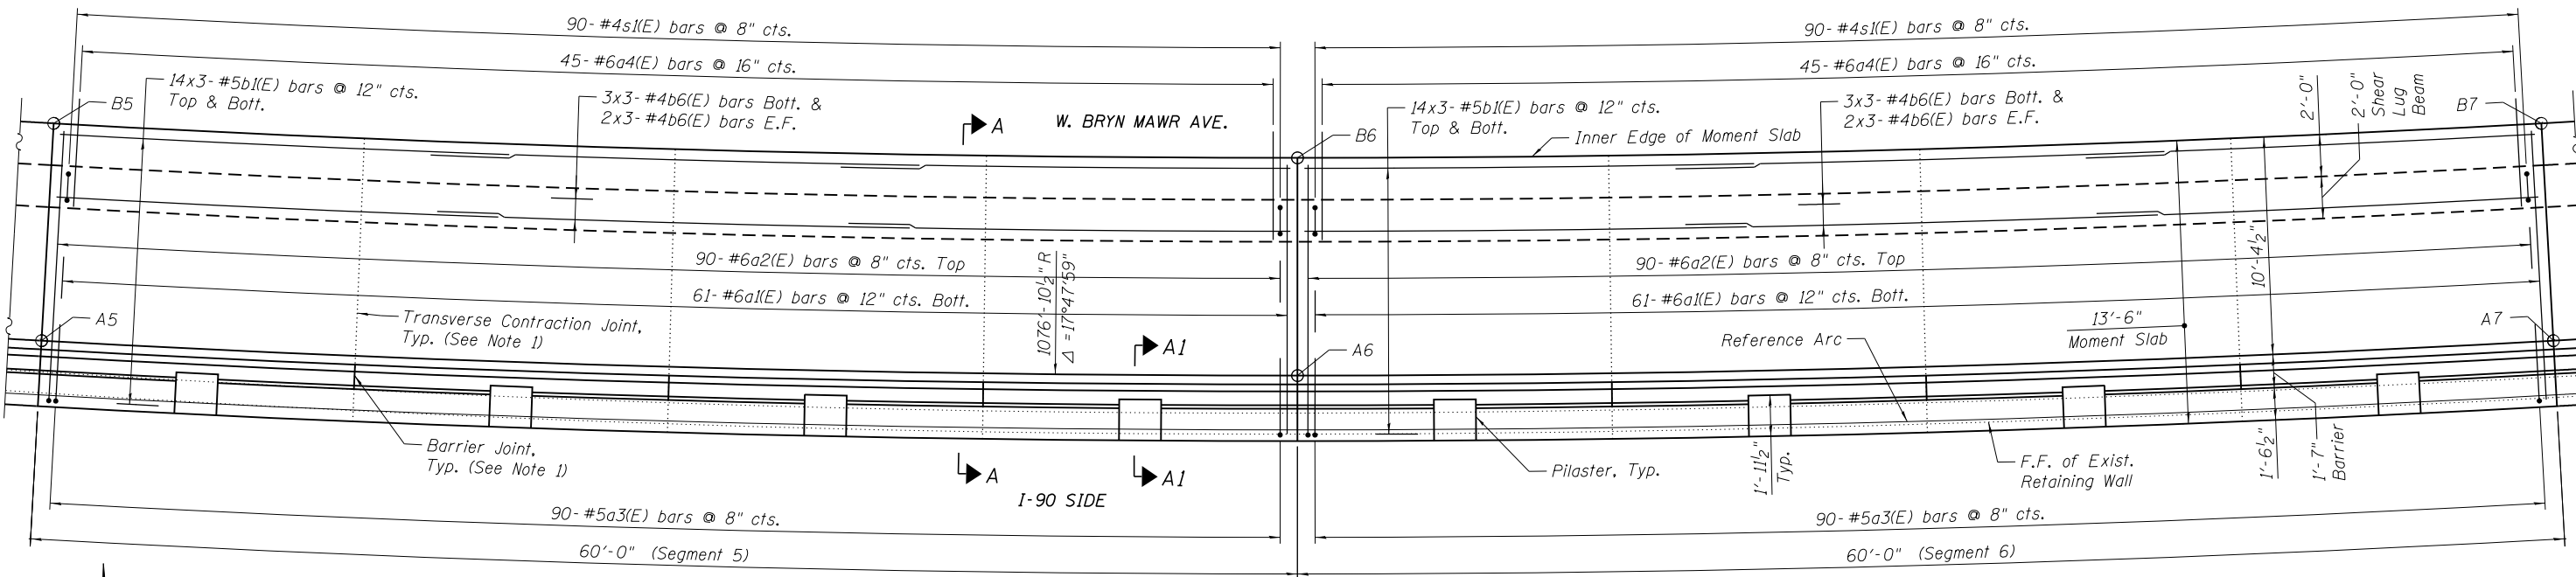 90- #4s1(E) bars @ 8" cts.
90- #4s1(E) bars @ 8" cts.
45- #6a4(E) bars @ 16" cts.
45- #6a4(E) bars @ 16" cts.
14x3- #5b1(E) bars @ 12" cts.
Top & Bott.
B5
3x3- #4b6(E) bars Bott. &
2x3- #4b6(E) bars E.F.
A
W. BRYN MAWR AVE.
B6
14x3- #5b1(E) bars @ 12" cts.
Top & Bott.
Inner Edge of Moment Slab
3x3- #4b6(E) bars Bott. &
2x3- #4b6(E) bars E.F.
2'-0"
2'-0"
Shear
Lug
Beam
B7
90- #6a2(E) bars @ 8" cts. Top
90- #6a2(E) bars @ 8" cts. Top
61- #6a1(E) bars @ 12" cts. Bott.
61- #6a1(E) bars @ 12" cts. Bott.
1076'-10½" R
Δ = 17°47'59"
10'-4½"
A5
Transverse Contraction Joint,
Typ. (See Note 1)
A1
A6
Reference Arc
13'-6"
Moment Slab
A7
Barrier Joint,
Typ. (See Note 1)
A
A1
I-90 SIDE
Pilaster, Typ.
1'-11½"
Typ.
F.F. of Exist.
Retaining Wall
1'-6½"
1'-7"
Barrier
90- #5a3(E) bars @ 8" cts.
90- #5a3(E) bars @ 8" cts.
60'-0" (Segment 5)
60'-0" (Segment 6)